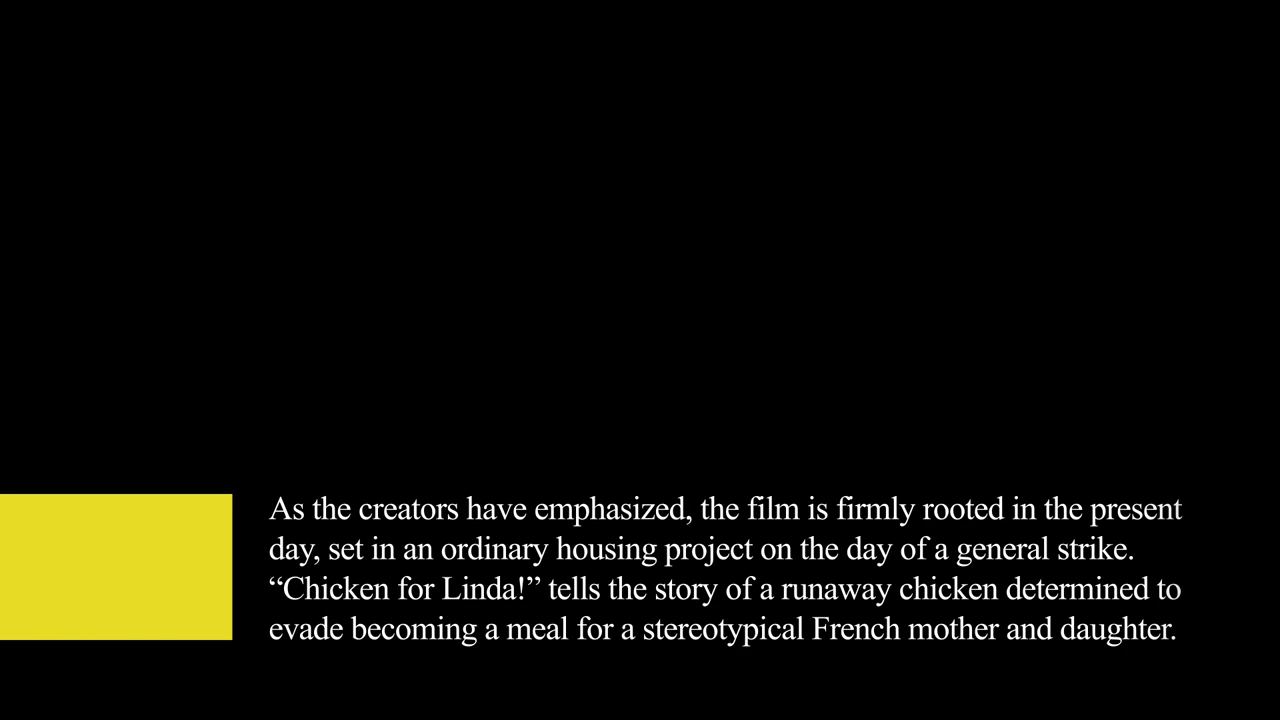 As the creators have emphasized, the film is firmly rooted in the present
day, set in an ordinary housing project on the day of a general strike.
“Chicken for Linda!” tells the story of a runaway chicken determined to
evade becoming a meal for a stereotypical French mother and daughter.